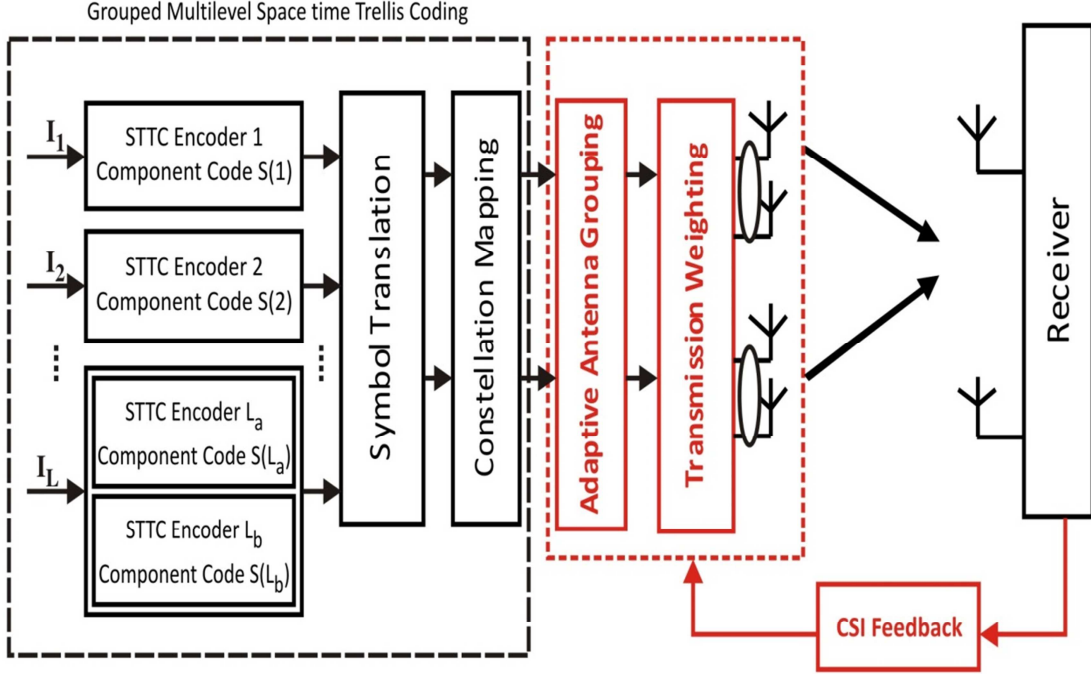 Grouped Multilevel Space time Trellis Coding
I1
STTC Encoder 1
Component Code S(1)
I2
STTC Encoder 2
Component Code S(2)
IL
STTC Encoder La
Component Code S(La)
STTC Encoder Lb
Component Code S(Lb)
Symbol Translation
Constellation Mapping
Adaptive Antenna Grouping
Transmission Weighting
Receiver
CSI Feedback